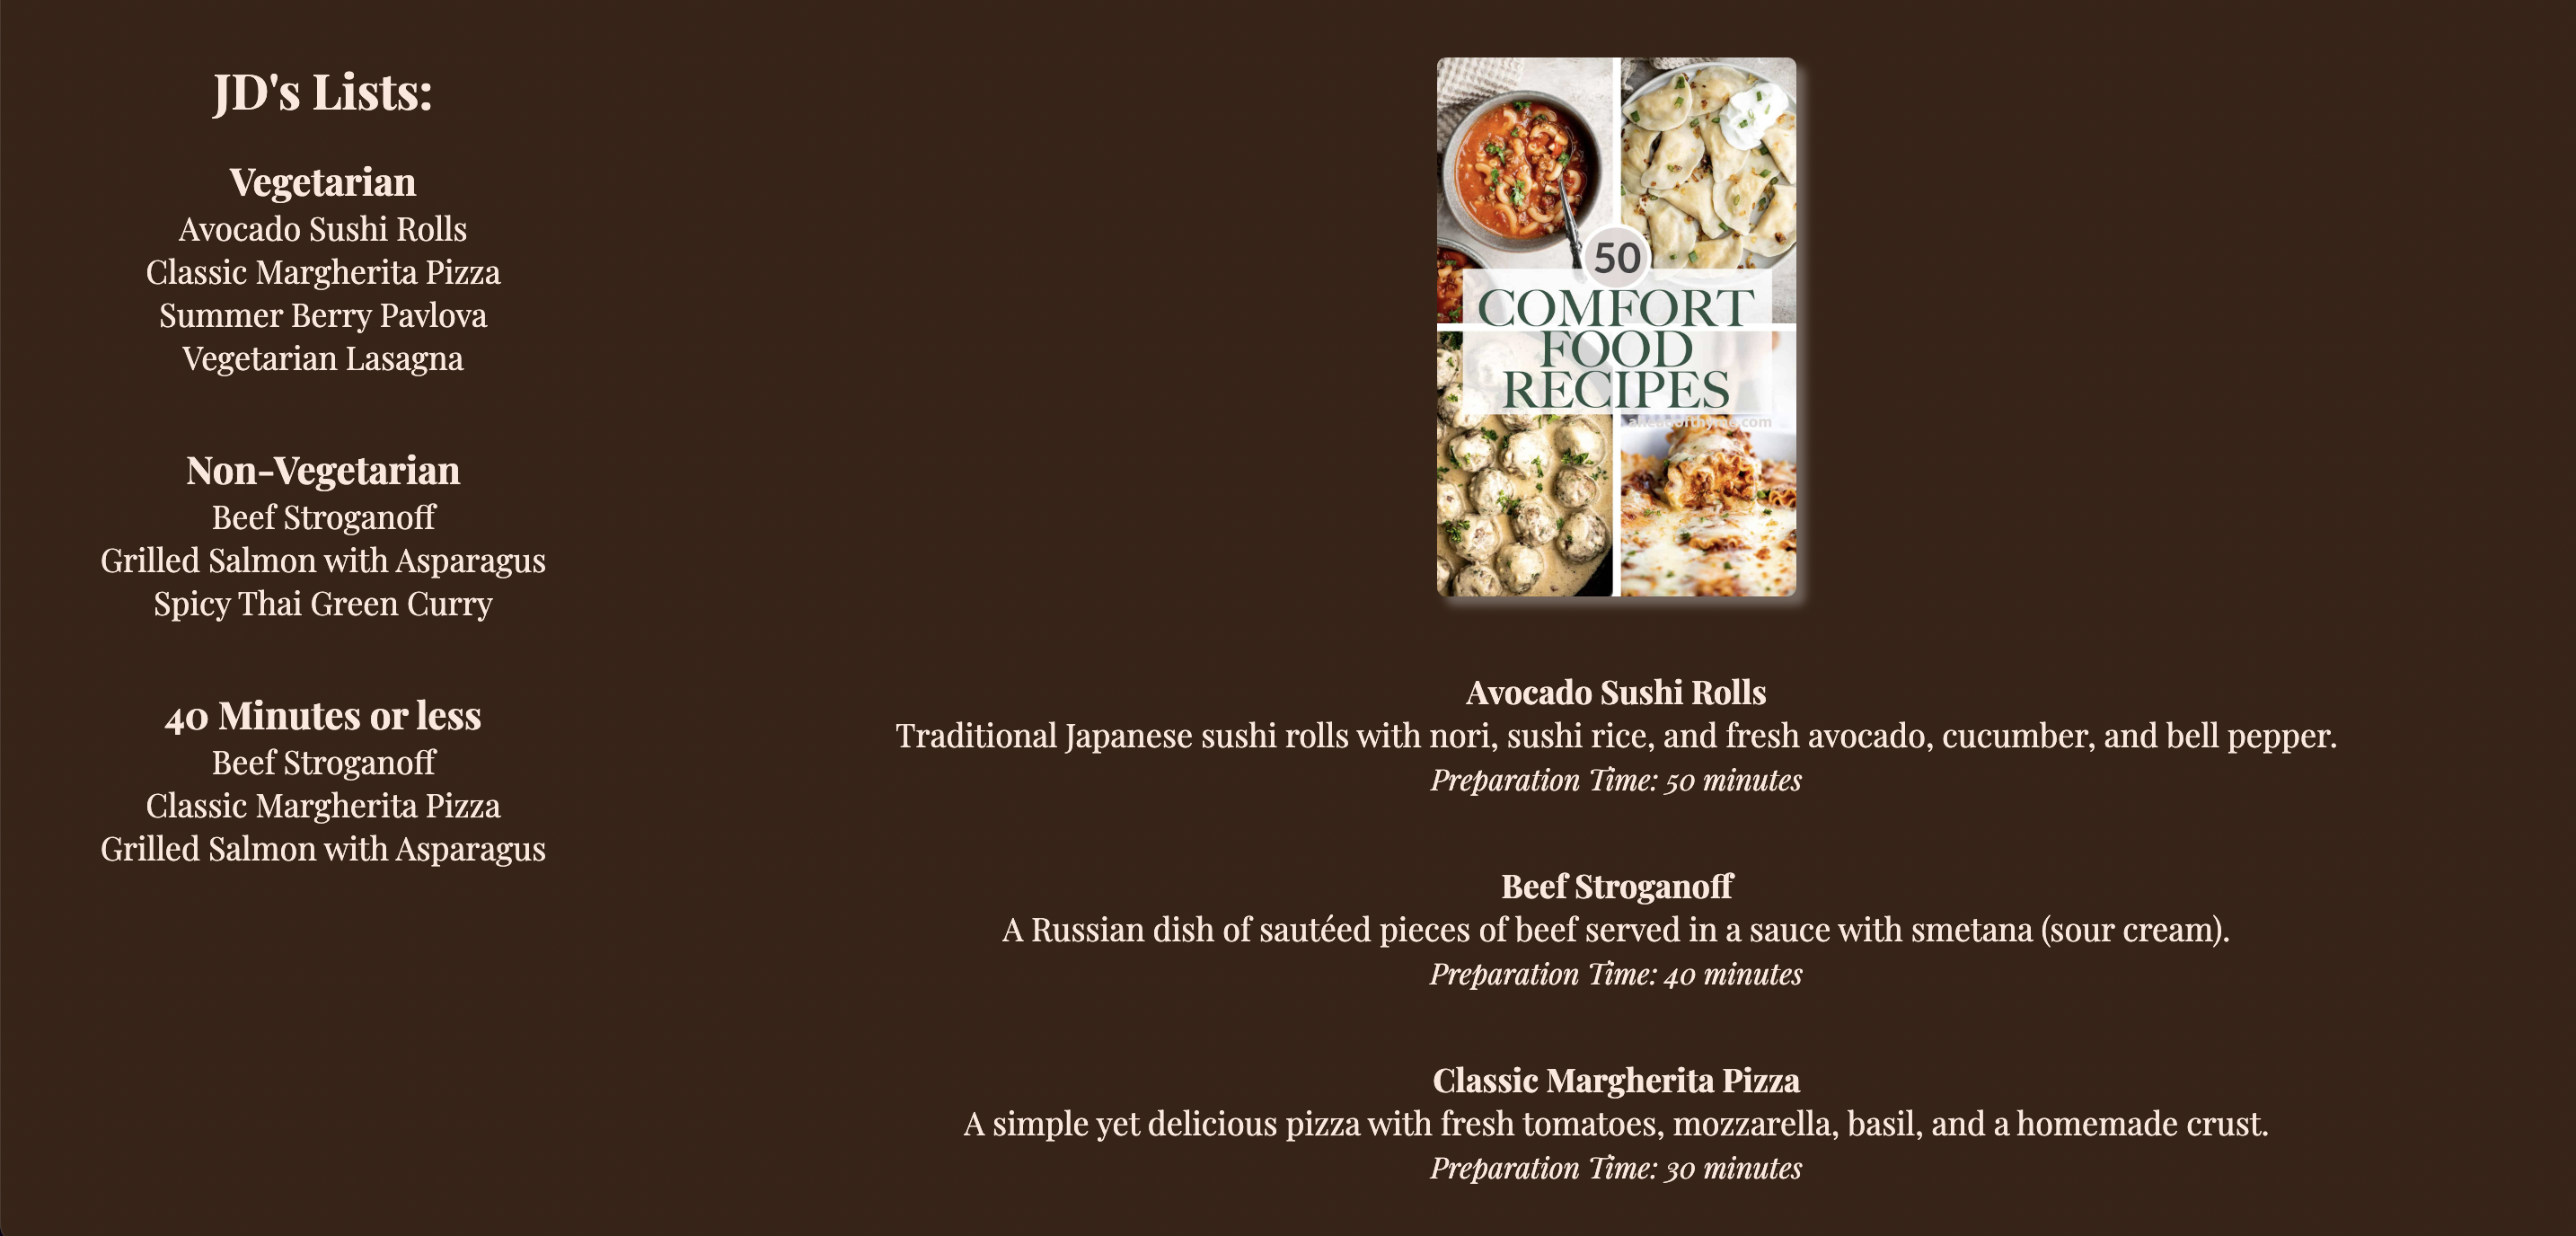 JD's Lists:
Vegetarian
Avocado Sushi Rolls
Classic Margherita Pizza
Summer Berry Pavlova
Vegetarian Lasagna
Non-Vegetarian
Beef Stroganoff
Grilled Salmon with Asparagus
Spicy Thai Green Curry
40 Minutes or less
Beef Stroganoff
Classic Margherita Pizza
Grilled Salmon with Asparagus
50
COMFORT
FOOD
RECIPES
aheadofthyme.com
Avocado Sushi Rolls
Traditional Japanese sushi rolls with nori, sushi rice, and fresh avocado, cucumber, and bell pepper.
Preparation Time: 50 minutes
Beef Stroganoff
A Russian dish of sautéed pieces of beef served in a sauce with smetana (sour cream).
Preparation Time: 40 minutes
Classic Margherita Pizza
A simple yet delicious pizza with fresh tomatoes, mozzarella, basil, and a homemade crust.
Preparation Time: 30 minutes